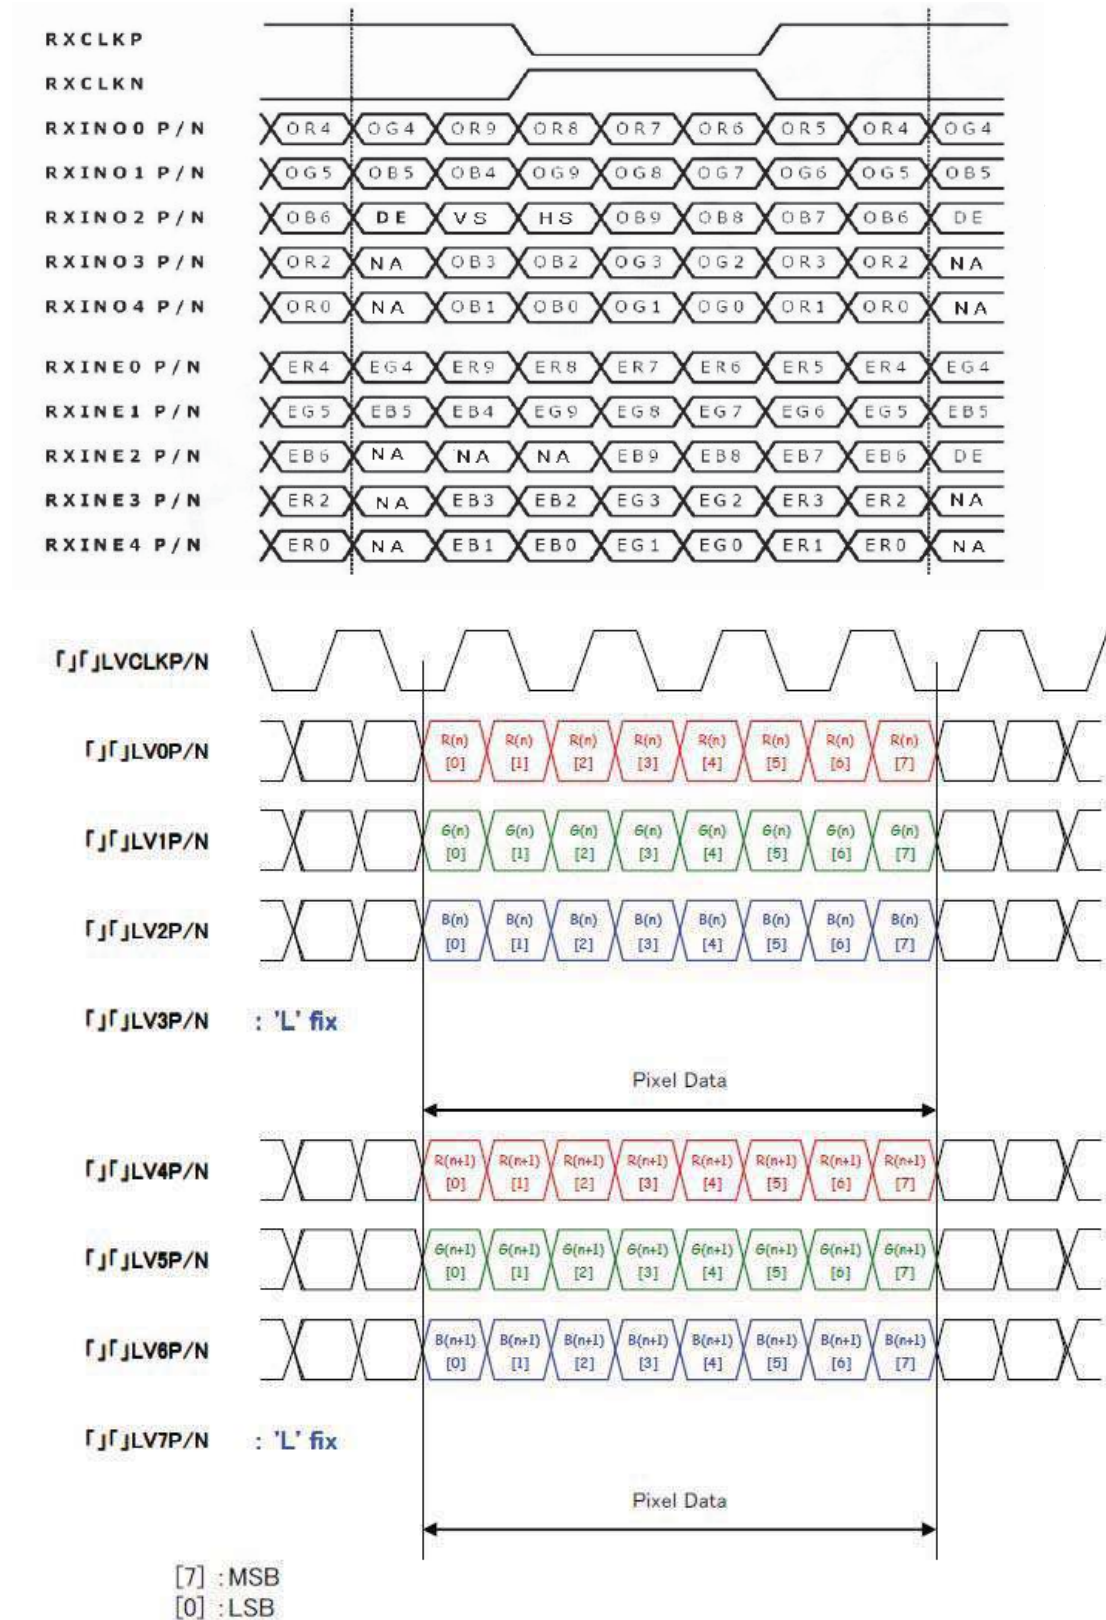 RXCLKP
RXCLKN
RXINO0 P/N OR4 OG4 OR9 OR8 OR7 OR6 OR5 OR4 OG4
RXINO1 P/N OG5 OB5 OB4 OG9 OG8 OG7 OG6 OG5 OB5
RXINO2 P/N OB6 DE VS HS OB9 OB8 OB7 OB6 DE
RXINO3 P/N OR2 NA OB3 OB2 OG3 OG2 OR3 OR2 NA
RXINO4 P/N OR0 NA OB1 OB0 OG1 OG0 OR1 OR0 NA
RXINE0 P/N ER4 EG4 ER9 ER8 ER7 ER6 ER5 ER4 EG4
RXINE1 P/N EG5 EB5 EB4 EG9 EG8 EG7 EG6 EG5 EB5
RXINE2 P/N EB6 NA NA NA EB9 EB8 EB7 EB6 DE
RXINE3 P/N ER2 NA EB3 EB2 EG3 EG2 ER3 ER2 NA
RXINE4 P/N ER0 NA EB1 EB0 EG1 EG0 ER1 ER0 NA
「」「」LVCLKP/N
R(n) R(n) R(n) R(n) R(n) R(n) R(n) R(n)
「」「」LV0P/N
[0] [1] [2] [3] [4] [5] [6] [7]
G(n) G(n) G(n) G(n) G(n) G(n) G(n) G(n)
「」「」LV1P/N
[0] [1] [2] [3] [4] [5] [6] [7]
B(n) B(n) B(n) B(n) B(n) B(n) B(n) B(n)
「」「」LV2P/N
[0] [1] [2] [3] [4] [5] [6] [7]
「」「」LV3P/N : 'L' fix
Pixel Data
R(n+1) R(n+1) R(n+1) R(n+1) R(n+1) R(n+1) R(n+1) R(n+1)
「」「」LV4P/N
[0] [1] [2] [3] [4] [5] [6] [7]
G(n+1) G(n+1) G(n+1) G(n+1) G(n+1) G(n+1) G(n+1) G(n+1)
「」「」LV5P/N
[0] [1] [2] [3] [4] [5] [6] [7]
B(n+1) B(n+1) B(n+1) B(n+1) B(n+1) B(n+1) B(n+1) B(n+1)
「」「」LV6P/N
[0] [1] [2] [3] [4] [5] [6] [7]
「」「」LV7P/N : 'L' fix
Pixel Data
[7] :MSB
[0] :LSB